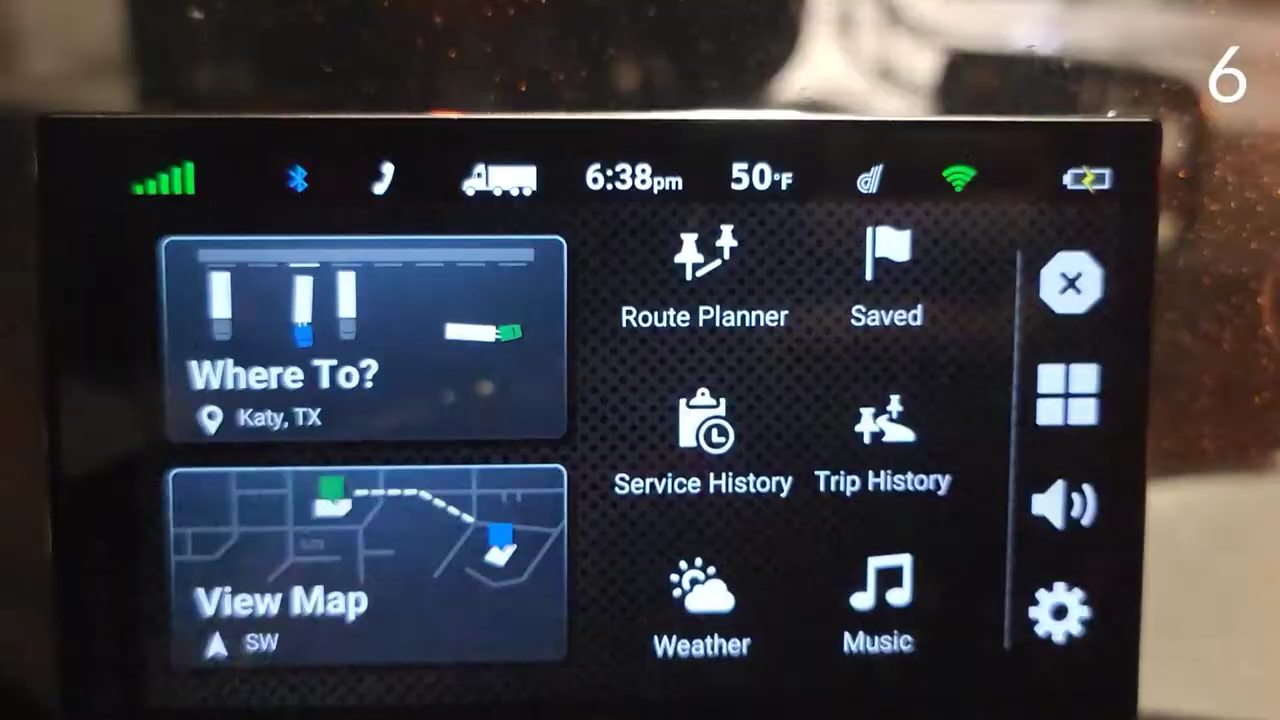 6
6:38pm 50°F
Route Planner Saved
Where To?
Katy, TX
Service History Trip History
View Map
SW
Weather Music